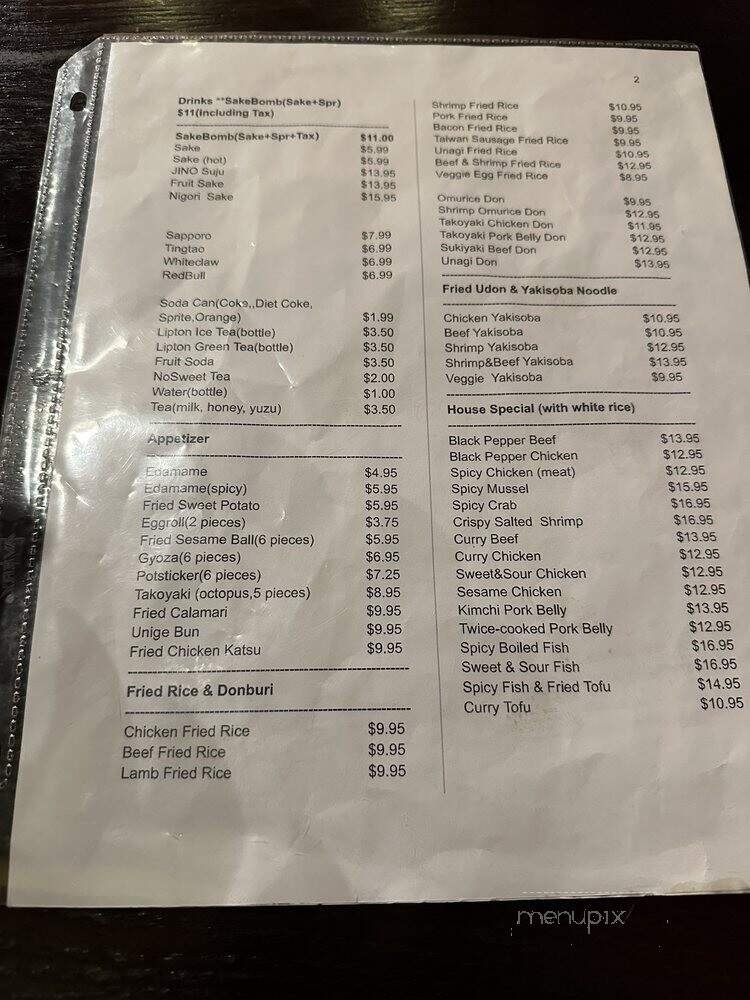 Drinks **SakeBomb(Sake+Spr)
$11(Including Tax)
SakeBomb(Sake+Spr+Tax) $11.00
Sake $5.99
Sake (hot) $5.99
JINO Suju $13.95
Fruit Sake $13.95
Nigori Sake $15.95
Sapporo $7.99
Tingtao $6.99
Whiteclaw $6.99
RedBull $6.99
Soda Can(Coke,,Diet Coke,
Sprite,Orange) $1.99
Lipton Ice Tea(bottle) $3.50
Lipton Green Tea(bottle) $3.50
Fruit Soda $3.50
NoSweet Tea $2.00
Water(bottle) $1.00
Tea(milk, honey, yuzu) $3.50
Appetizer
Edamame $4.95
Edamame(spicy) $5.95
Fried Sweet Potato $5.95
Eggroll(2 pieces) $3.75
Fried Sesame Ball(6 pieces) $5.95
Gyoza(6 pieces) $6.95
Potsticker(6 pieces) $7.25
Takoyaki (octopus,5 pieces) $8.95
Fried Calamari $9.95
Unige Bun $9.95
Fried Chicken Katsu $9.95
Fried Rice & Donburi
Chicken Fried Rice $9.95
Beef Fried Rice $9.95
Lamb Fried Rice $9.95
2
Shrimp Fried Rice $10.95
Pork Fried Rice $9.95
Bacon Fried Rice $9.95
Taiwan Sausage Fried Rice $9.95
Unagi Fried Rice $10.95
Beef & Shrimp Fried Rice $12.95
Veggie Egg Fried Rice $8.95
Omurice Don $9.95
Shrimp Omurice Don $12.95
Takoyaki Chicken Don $11.95
Takoyaki Pork Belly Don $12.95
Sukiyaki Beef Don $12.95
Unagi Don $13.95
Fried Udon & Yakisoba Noodle
Chicken Yakisoba $10.95
Beef Yakisoba $10.95
Shrimp Yakisoba $12.95
Shrimp&Beef Yakisoba $13.95
Veggie Yakisoba $9.95
House Special (with white rice)
Black Pepper Beef $13.95
Black Pepper Chicken $12.95
Spicy Chicken (meat) $12.95
Spicy Mussel $15.95
Spicy Crab $16.95
Crispy Salted Shrimp $16.95
Curry Beef $13.95
Curry Chicken $12.95
Sweet&Sour Chicken $12.95
Sesame Chicken $12.95
Kimchi Pork Belly $13.95
Twice-cooked Pork Belly $12.95
Spicy Boiled Fish $16.95
Sweet & Sour Fish $16.95
Spicy Fish & Fried Tofu $14.95
Curry Tofu $10.95
menupix